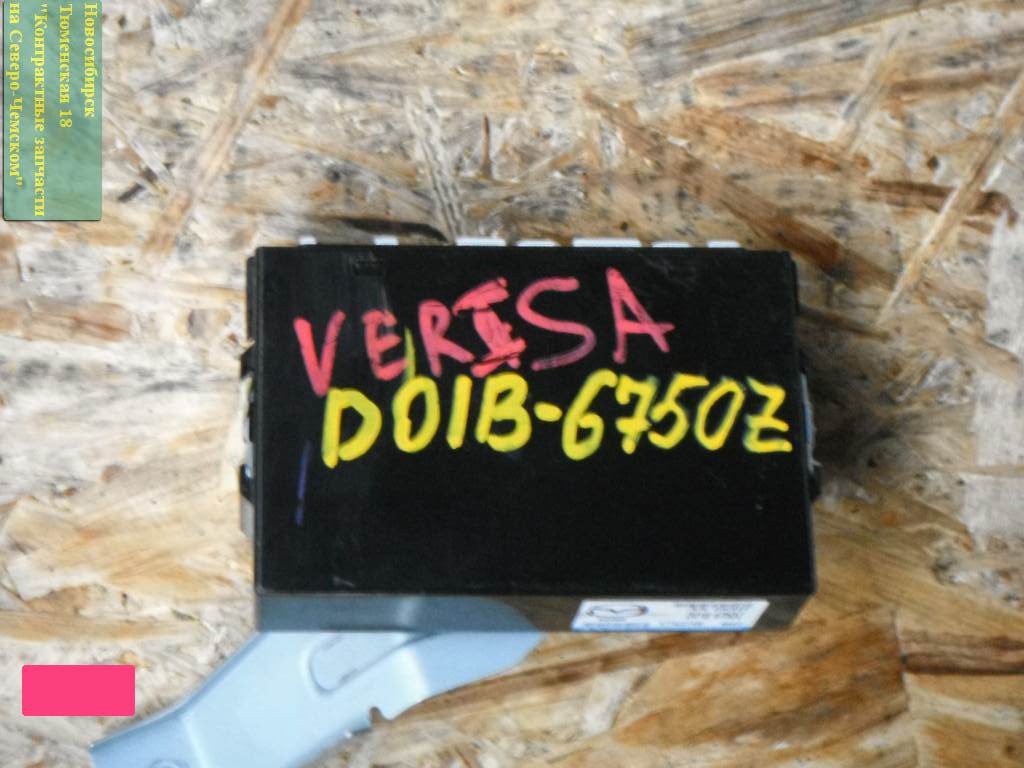 Новосибирск
Тюменская 18
"Контрактные запчасти
на Северо-Чемском"
VERISA
D01B-6750Z